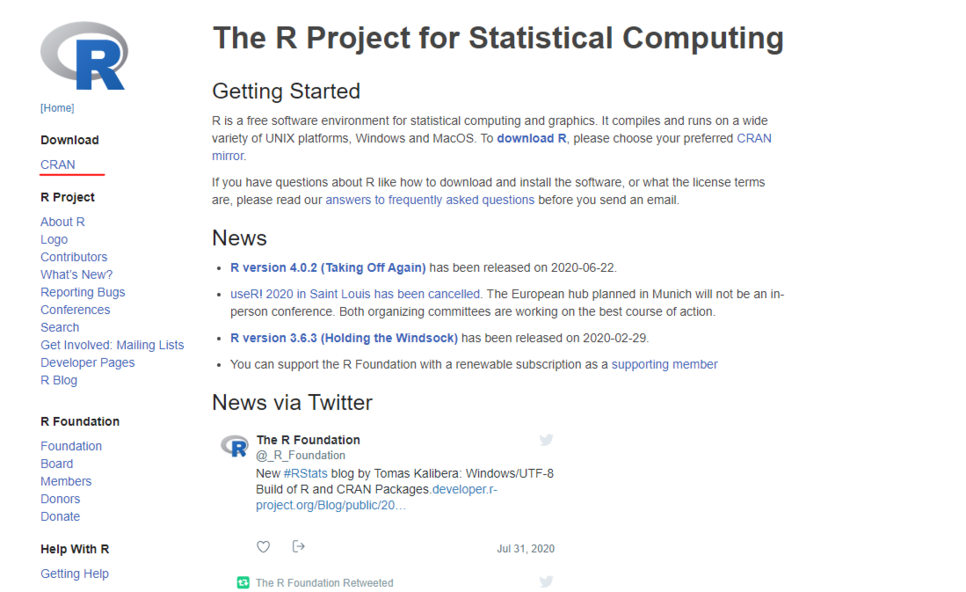 R
[Home]
Download
CRAN
R Project
About R
Logo
Contributors
What's New?
Reporting Bugs
Conferences
Search
Get Involved: Mailing Lists
Developer Pages
R Blog
R Foundation
Foundation
Board
Members
Donors
Donate
Help With R
Getting Help
The R Project for Statistical Computing
Getting Started
R is a free software environment for statistical computing and graphics. It compiles and runs on a wide
variety of UNIX platforms, Windows and MacOS. To download R, please choose your preferred CRAN
mirror.
If you have questions about R like how to download and install the software, or what the license terms
are, please read our answers to frequently asked questions before you send an email.
News
• R version 4.0.2 (Taking Off Again) has been released on 2020-06-22.
• useR! 2020 in Saint Louis has been cancelled. The European hub planned in Munich will not be an in-
person conference. Both organizing committees are working on the best course of action.
• R version 3.6.3 (Holding the Windsock) has been released on 2020-02-29.
• You can support the R Foundation with a renewable subscription as a supporting member
News via Twitter
R
The R Foundation
@_R_Foundation
New #RStats blog by Tomas Kalibera: Windows/UTF-8
Build of R and CRAN Packages.developer.r-
project.org/Blog/public/20…
Jul 31, 2020
The R Foundation Retweeted